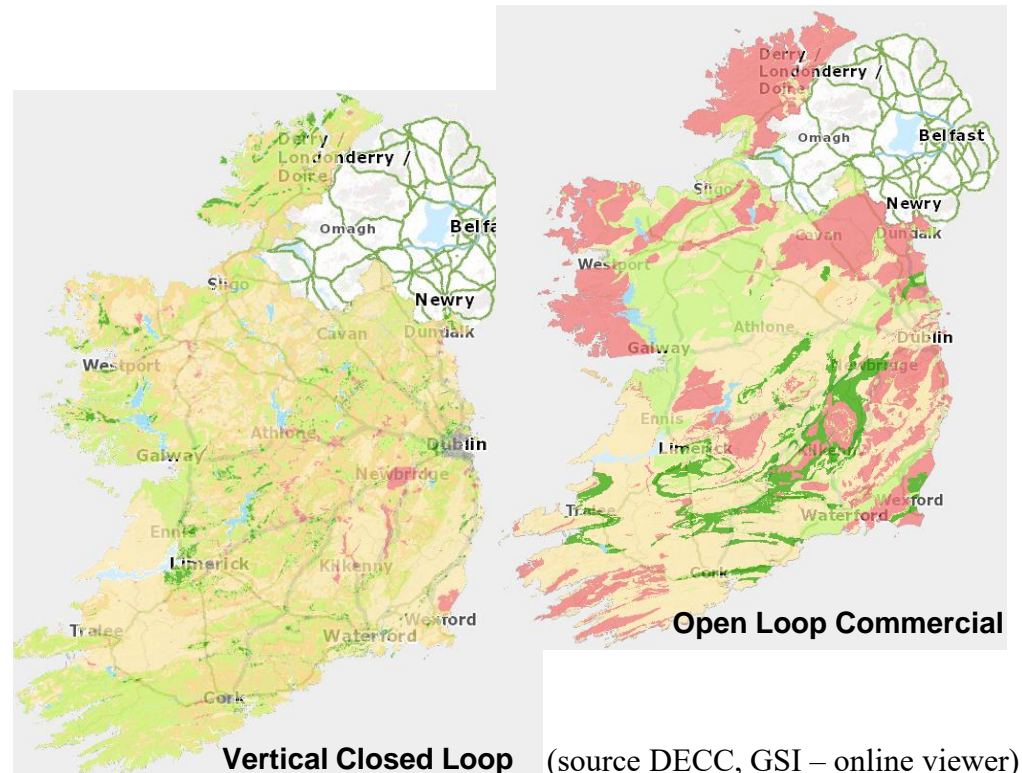 Derry /
Londonderry /
Doire
Omagh
Belfast
Newry
Sligo
Cavan
Dundalk
Westport
Athlone
Dublin
Galway
Newbridge
Ennis
Limerick
Kilkenny
Wexford
Tralee
Waterford
Cork
Open Loop Commercial
Derry /
Londonderry /
Doire
Omagh
Belfa
Newry
Sligo
Cavan
Dundalk
Westport
Athlone
Dublin
Galway
Newbridge
Ennis
Limerick
Kilkenny
Wexford
Tralee
Waterford
Cork
Vertical Closed Loop (source DECC, GSI – online viewer)